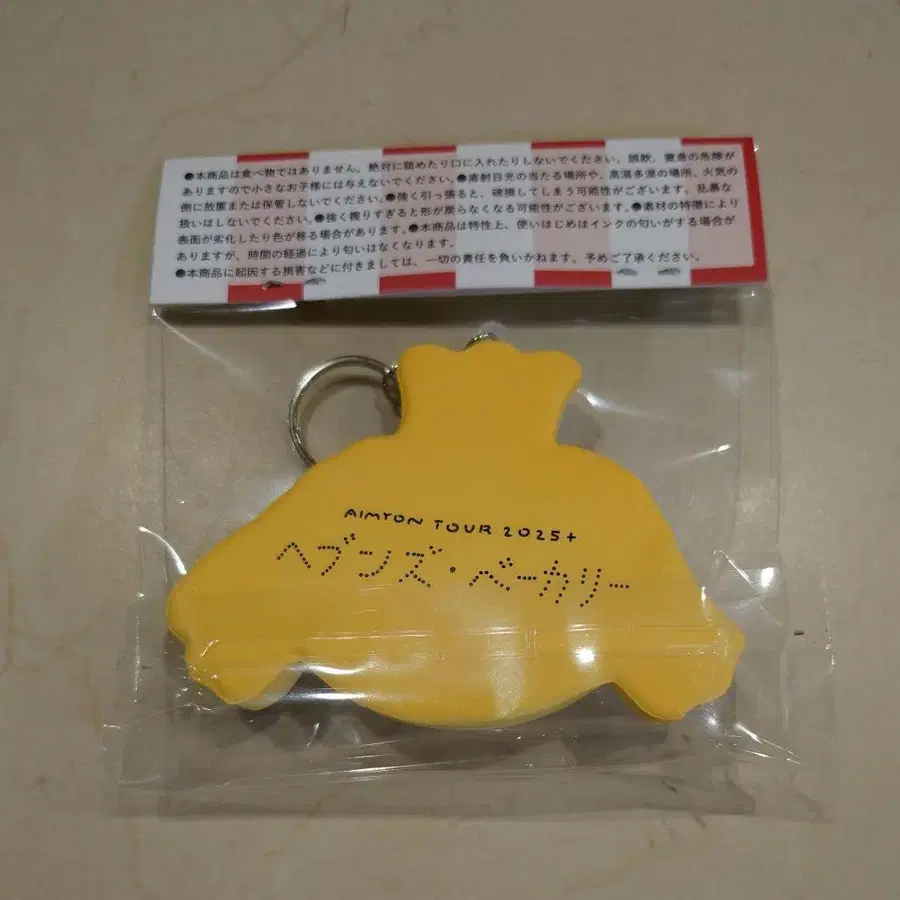 ●本商品は食べ物ではありません。絶対に舐めたり口に入れたりしないでください。誤飲、窒息の危険が
ありますので小さなお子様には与えないでください。●直射日光の当たる場所や、高温多湿の場所、火気の
側に放置または保管しないでください。●強く引っ張ると、破損してしまう可能性がございます。乱暴な
扱いはしないでください。●強く握りすぎると形が戻らなくなる可能性がございます。●素材の特徴により
表面が劣化したり色が移る場合があります。●本商品は特性上、使いはじめはインクの匂いがする場合が
ありますが、時間の経過により匂いはなくなります。
●本商品に起因する損害などに付きましては、一切の責任を負いかねます。予めご了承ください。
AIMYON TOUR 2025+
ヘブンズ・ベーカリー